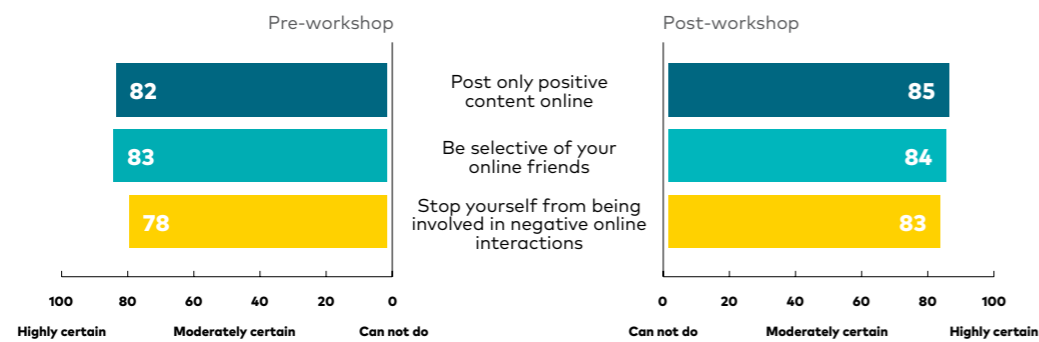 Pre-workshop
Post-workshop
82
Post only positive
content online
85
83
Be selective of your
online friends
84
78
Stop yourself from being
involved in negative online
interactions
83
100 80 60 40 20 0
0 20 40 60 80 100
Highly certain Moderately certain Can not do
Can not do Moderately certain Highly certain